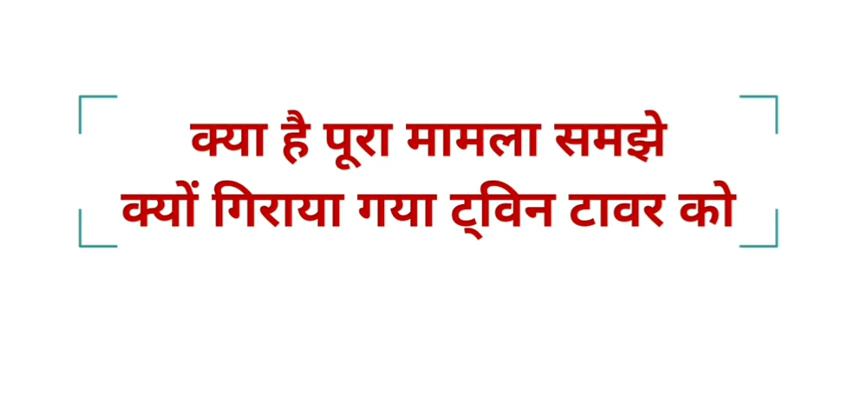 क्या है पूरा मामला समझे
क्यों गिराया गया ट्विन टावर को